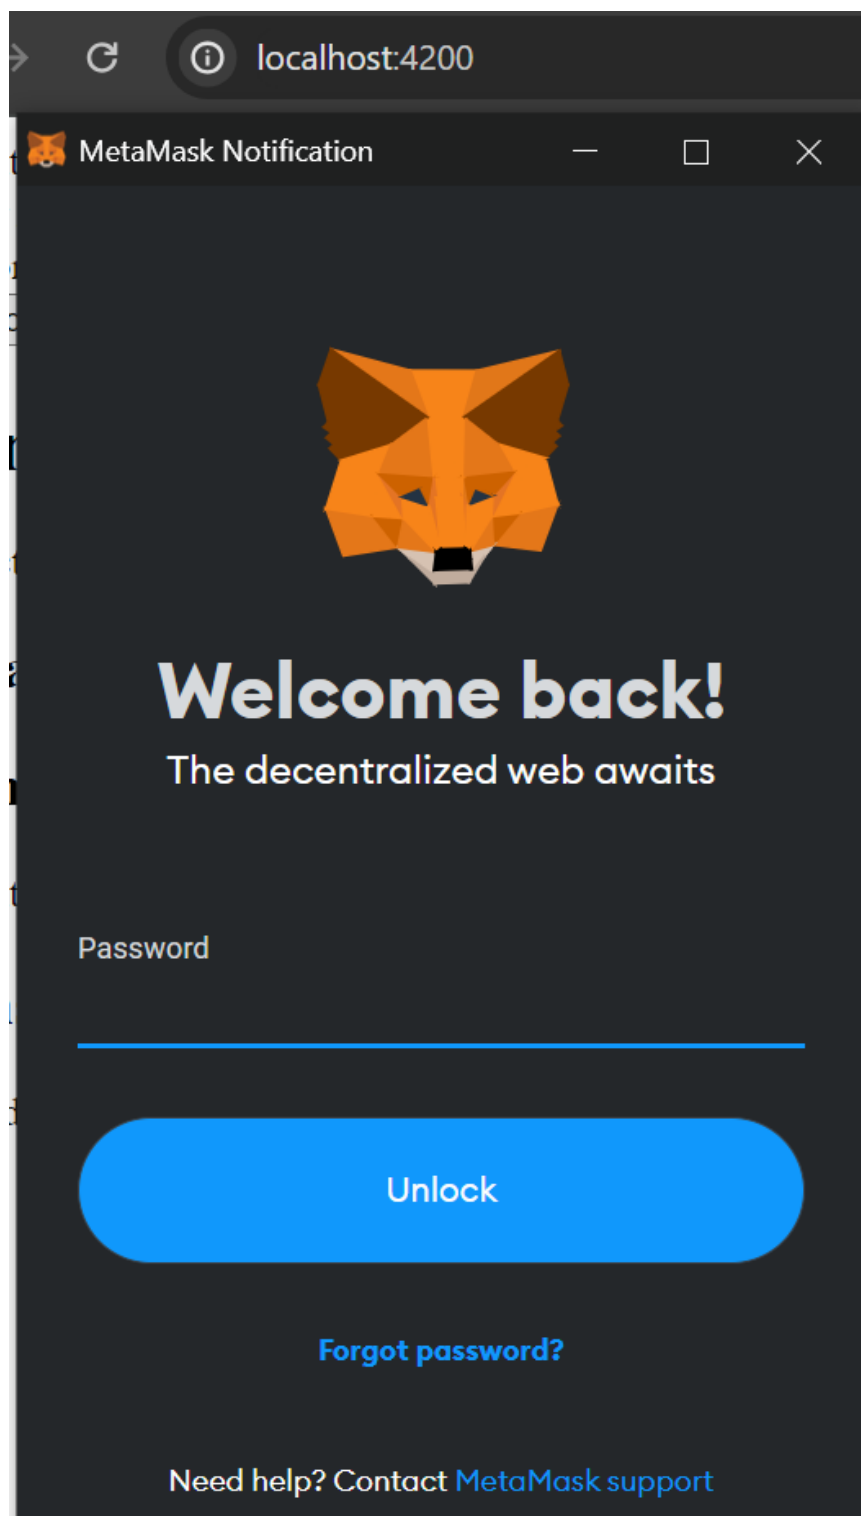 localhost:4200
MetaMask Notification
Welcome back!
The decentralized web awaits
Password
Unlock
Forgot password?
Need help? Contact MetaMask support